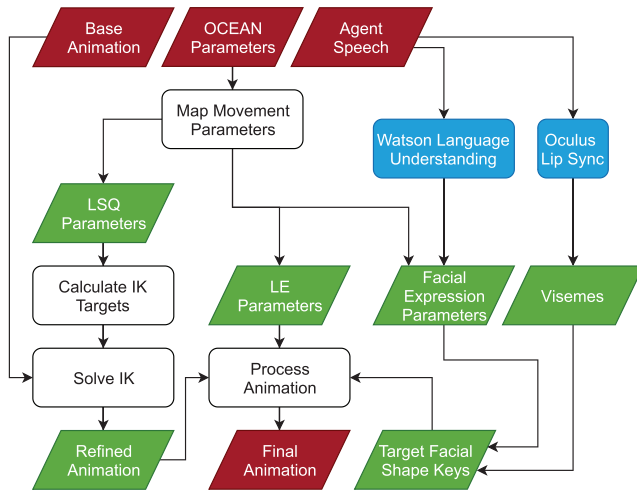 Base
Animation
OCEAN
Parameters
Agent
Speech
Map Movement
Parameters
Watson Language
Understanding
Oculus
Lip Sync
LSQ
Parameters
Calculate IK
Targets
LE
Parameters
Facial
Expression
Parameters
Visemes
Solve IK
Process
Animation
Refined
Animation
Final
Animation
Target Facial
Shape Keys